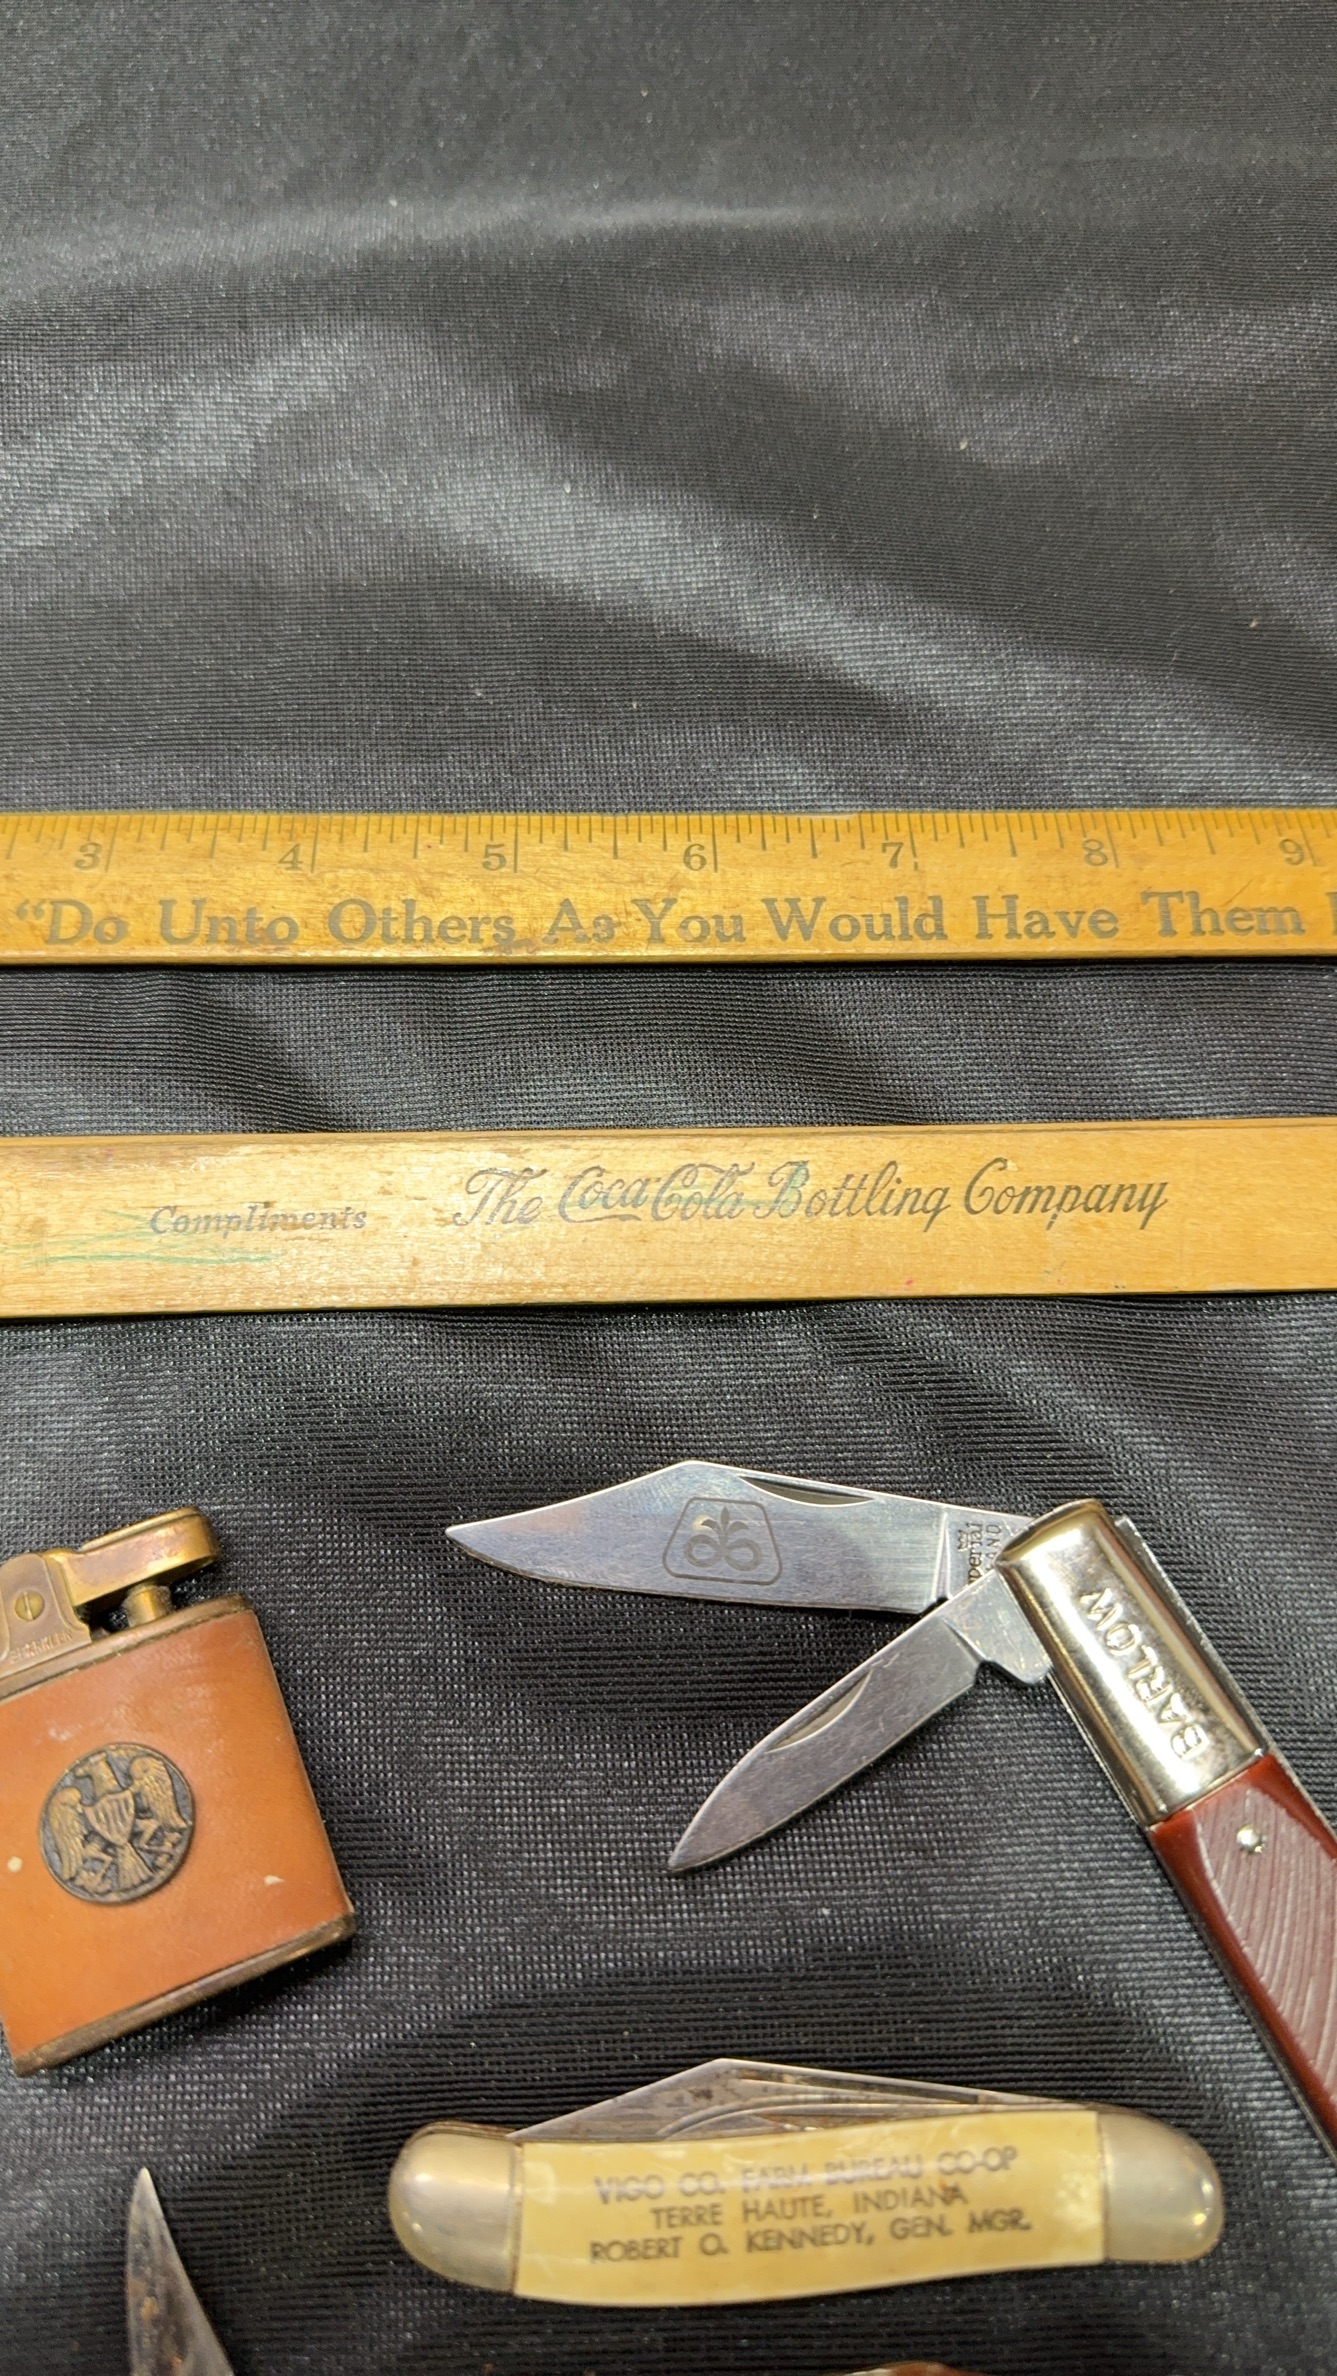 3 4 5 6 7 8 9
“Do Unto Others As You Would Have Them
Compliments The Coca-Cola Bottling Company
BARLOW
VIGO CO. FARM BUREAU CO-OP
TERRE HAUTE, INDIANA
ROBERT O. KENNEDY, GEN. MGR.